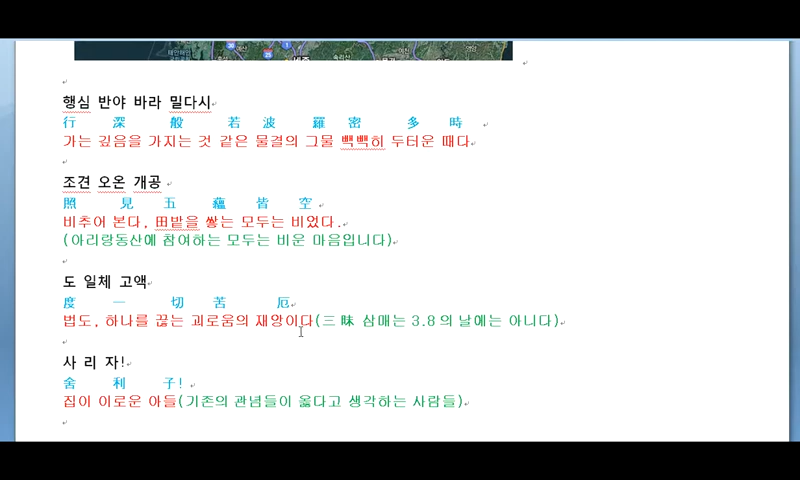 행심 반야 바라 밀다시
行 深 般 若 波 羅 密 多 時
가는 깊음을 가지는 것 같은 물결의 그물 빽빽히 두터운 때다
조견 오온 개공
照 見 五 蘊 皆 空
비추어 본다, 田밭을 쌓는 모두는 비었다.
(아리랑동산에 참여하는 모두는 비운 마음입니다)
도 일체 고액
度 一 切 苦 厄
법도, 하나를 끊는 괴로움의 재앙이다(三 昧 삼매는 3.8 의 날에는 아니다)
사 리 자!
舍 利 子!
집이 이로운 아들(기존의 관념들이 옳다고 생각하는 사람들)